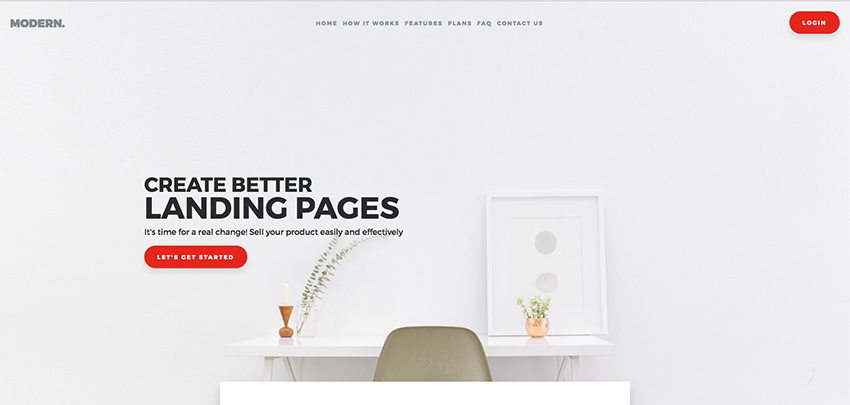 MODERN.
HOME HOW IT WORKS FEATURES PLANS FAQ CONTACT US
LOGIN
CREATE BETTER
LANDING PAGES
It's time for a real change! Sell your product easily and effectively
LET'S GET STARTED